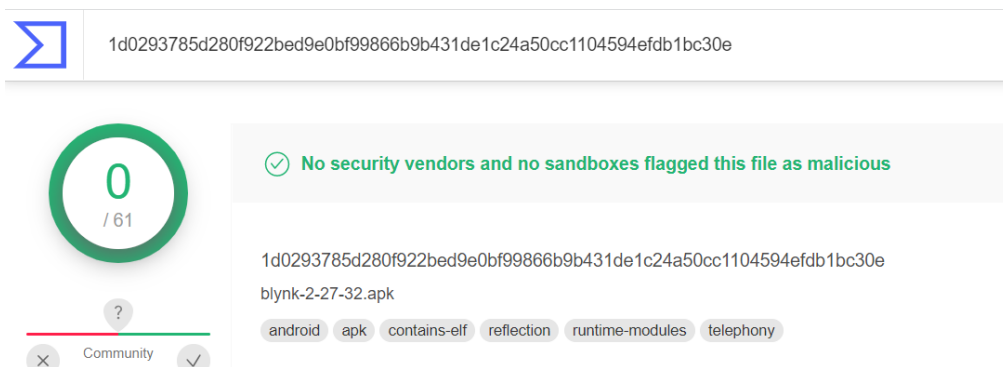 1d0293785d280f922bed9e0bf99866b9b431de1c24a50cc1104594efdb1bc30e
0
/ 61
No security vendors and no sandboxes flagged this file as malicious
1d0293785d280f922bed9e0bf99866b9b431de1c24a50cc1104594efdb1bc30e
blynk-2-27-32.apk
android apk contains-elf reflection runtime-modules telephony
?
Community